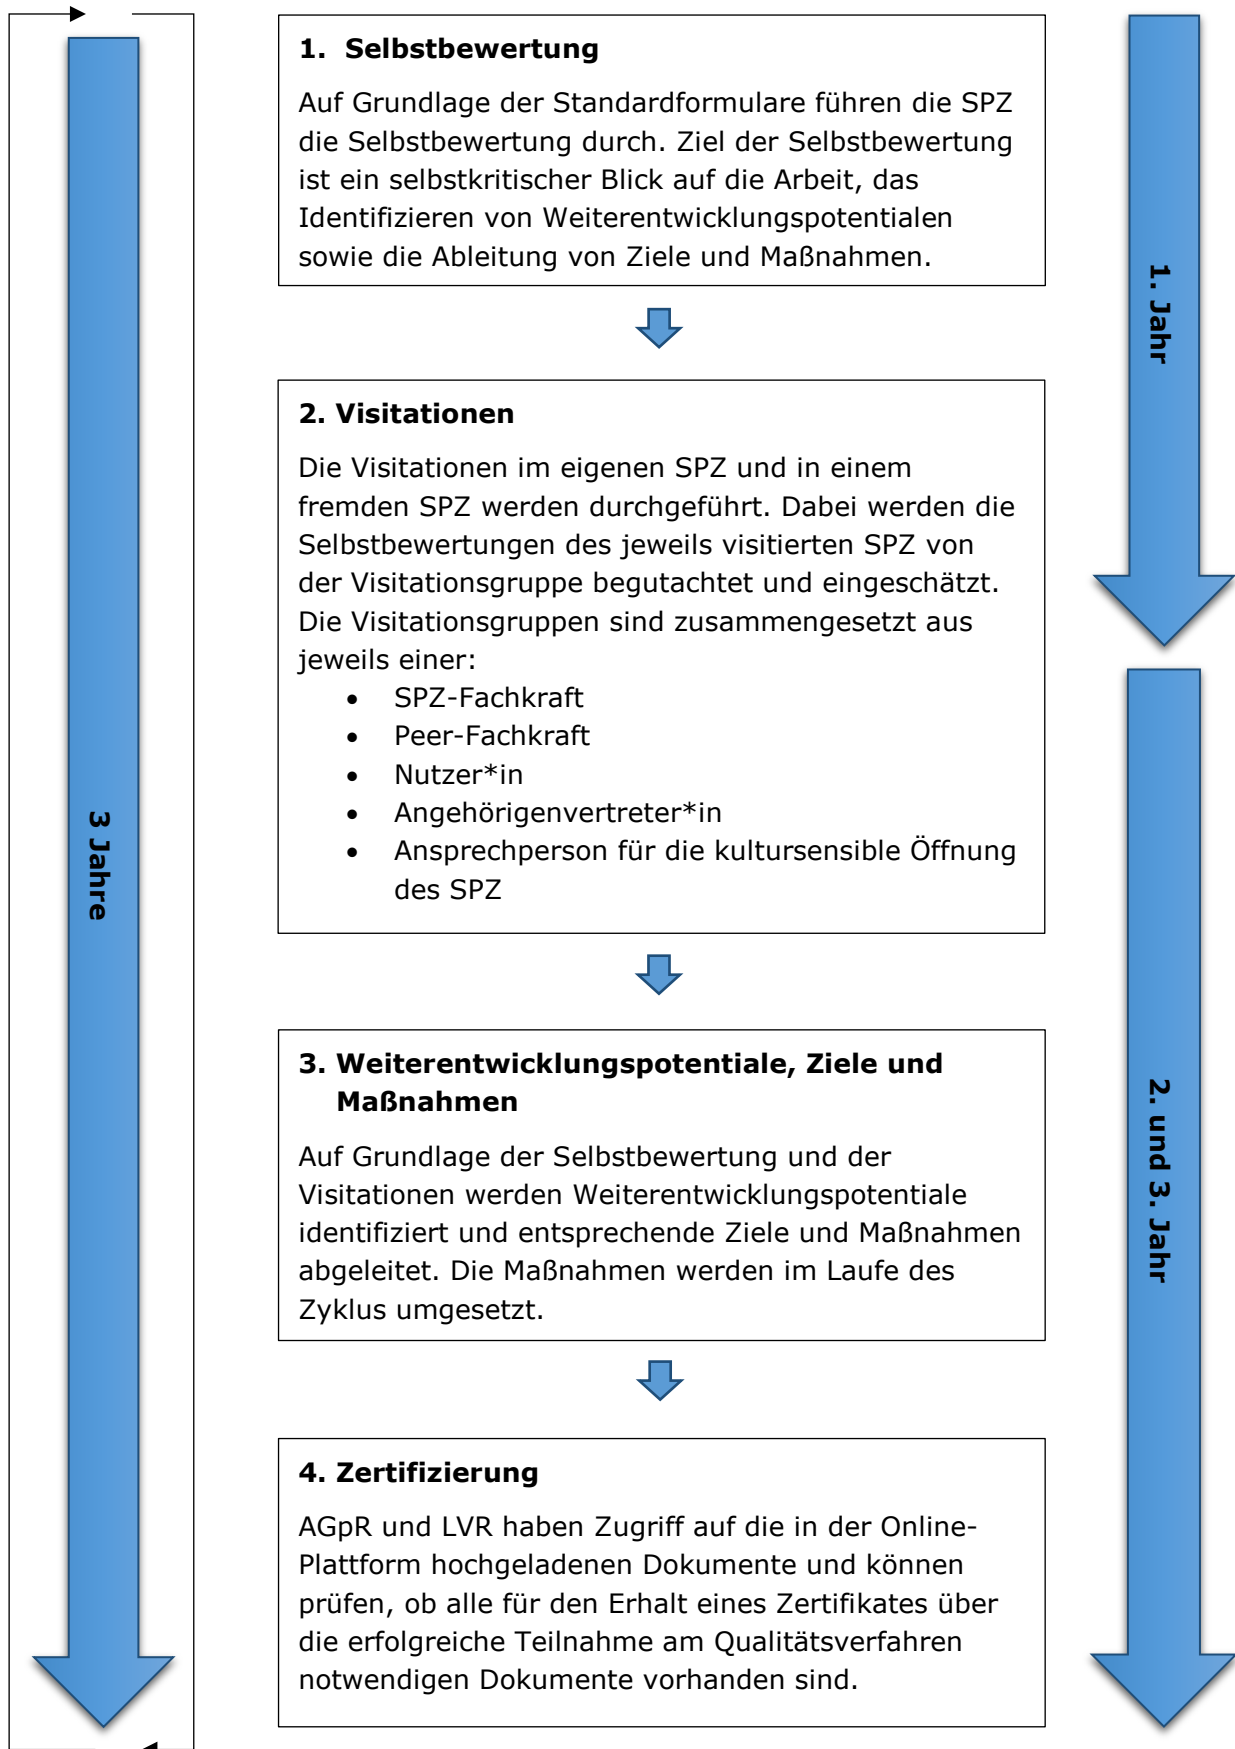 1. Selbstbewertung
Auf Grundlage der Standardformulare führen die SPZ
die Selbstbewertung durch. Ziel der Selbstbewertung
ist ein selbstkritischer Blick auf die Arbeit, das
Identifizieren von Weiterentwicklungspotentialen
sowie die Ableitung von Ziele und Maßnahmen.
1. Jahr
2. Visitationen
Die Visitationen im eigenen SPZ und in einem
fremden SPZ werden durchgeführt. Dabei werden die
Selbstbewertungen des jeweils visitierten SPZ von
der Visitationsgruppe begutachtet und eingeschätzt.
Die Visitationsgruppen sind zusammengesetzt aus
jeweils einer:
• SPZ-Fachkraft
• Peer-Fachkraft
• Nutzer*in
• Angehörigenvertreter*in
• Ansprechperson für die kultursensible Öffnung
des SPZ
3 Jahre
3. Weiterentwicklungspotentiale, Ziele und
Maßnahmen
Auf Grundlage der Selbstbewertung und der
Visitationen werden Weiterentwicklungspotentiale
identifiziert und entsprechende Ziele und Maßnahmen
abgeleitet. Die Maßnahmen werden im Laufe des
Zyklus umgesetzt.
2. und 3. Jahr
4. Zertifizierung
AGpR und LVR haben Zugriff auf die in der Online-
Plattform hochgeladenen Dokumente und können
prüfen, ob alle für den Erhalt eines Zertifikates über
die erfolgreiche Teilnahme am Qualitätsverfahren
notwendigen Dokumente vorhanden sind.